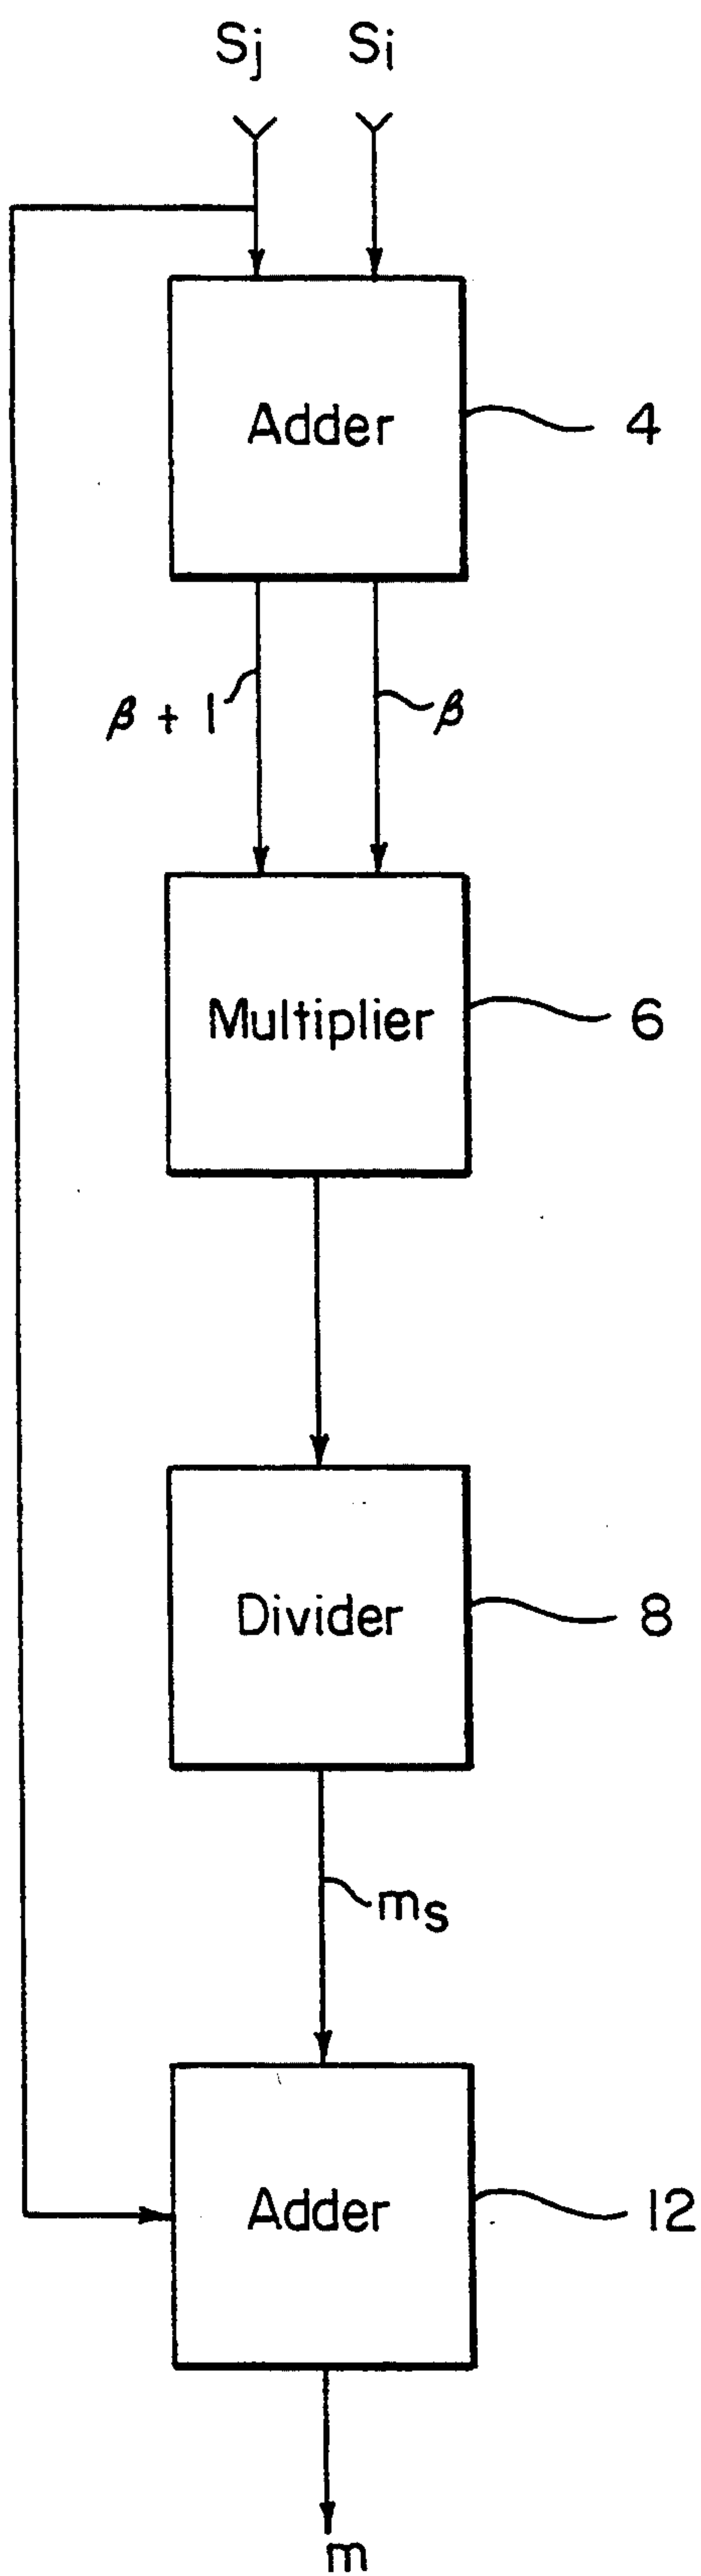 Sj Si
Adder 4
β + 1 β
Multiplier 6
Divider 8
ms
Adder 12
m